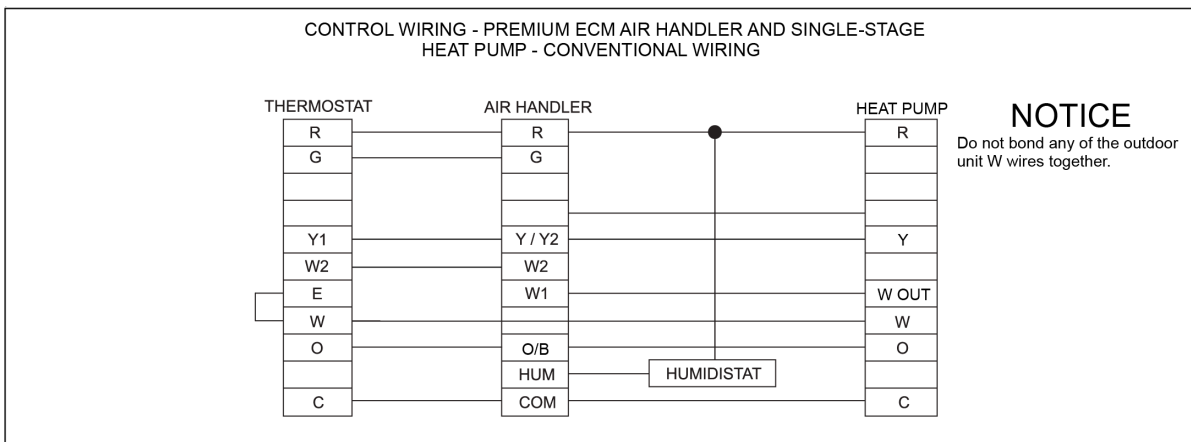 CONTROL WIRING - PREMIUM ECM AIR HANDLER AND SINGLE-STAGE
HEAT PUMP - CONVENTIONAL WIRING
THERMOSTAT
R
G
Y1
W2
E
W
O
C
AIR HANDLER
R
G
Y / Y2
W2
W1
O/B
HUM
COM
HUMIDISTAT
HEAT PUMP
R
Y
W OUT
W
O
C
NOTICE
Do not bond any of the outdoor
unit W wires together.